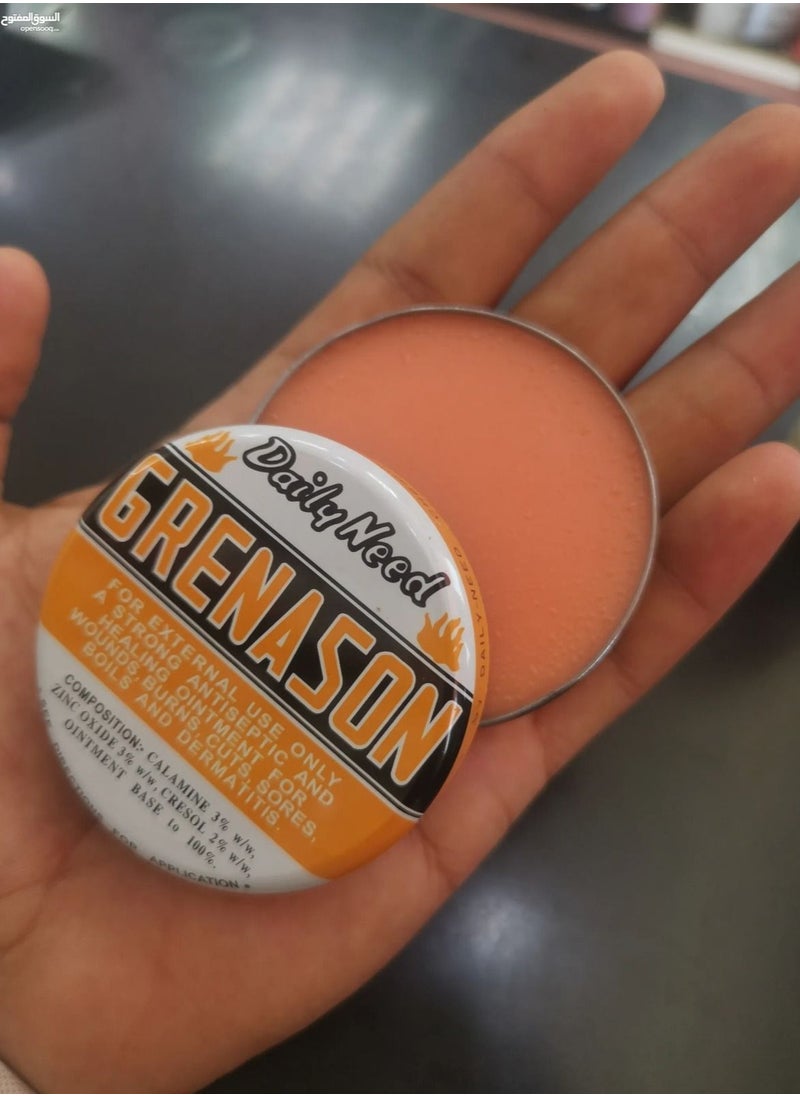 السوق المفتوح
opensooq
Daily Need
GRENASON
FOR EXTERNAL USE ONLY
A STRONG ANTISEPTIC AND
HEALING OINTMENT FOR
WOUNDS, BURNS, CUTS, SORES,
BOILS AND DERMATITIS.
COMPOSITION:- CALAMINE 3% w/w,
ZINC OXIDE 3% w/w, CRESOL 2% w/w,
OINTMENT BASE to 100%.
FOR APPLICATION
DAILY-NEED